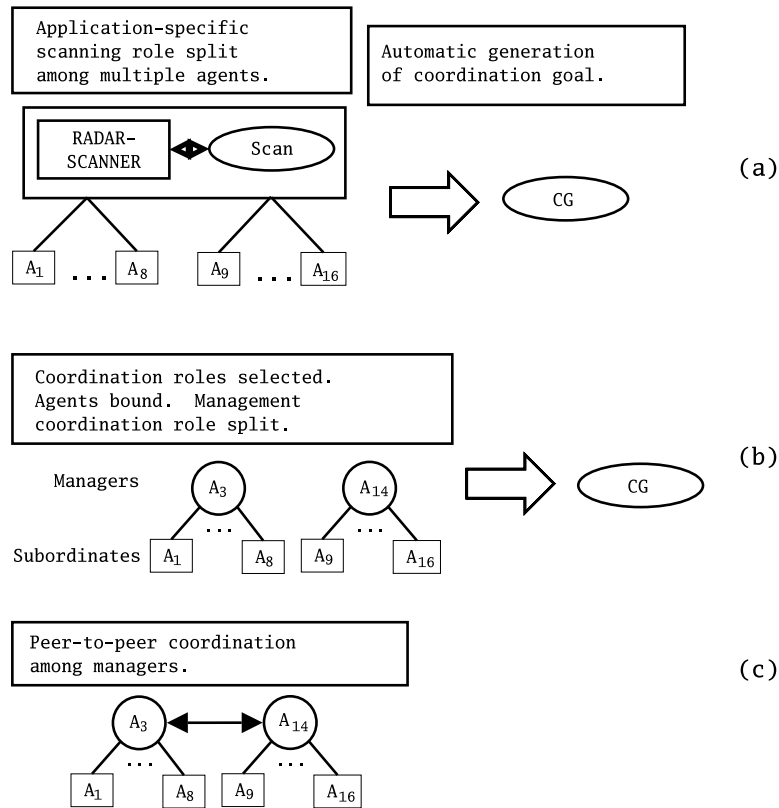 Application-specific
scanning role split
among multiple agents.
Automatic generation
of coordination goal.
RADAR-
SCANNER
Scan
(a)
CG
A1 ... A8
A9 ... A16
Coordination roles selected.
Agents bound. Management
coordination role split.
(b)
Managers
A3
A14
CG
...
...
Subordinates
A1
A8
A9
A16
Peer-to-peer coordination
among managers.
(c)
A3
A14
...
...
A1
A8
A9
A16